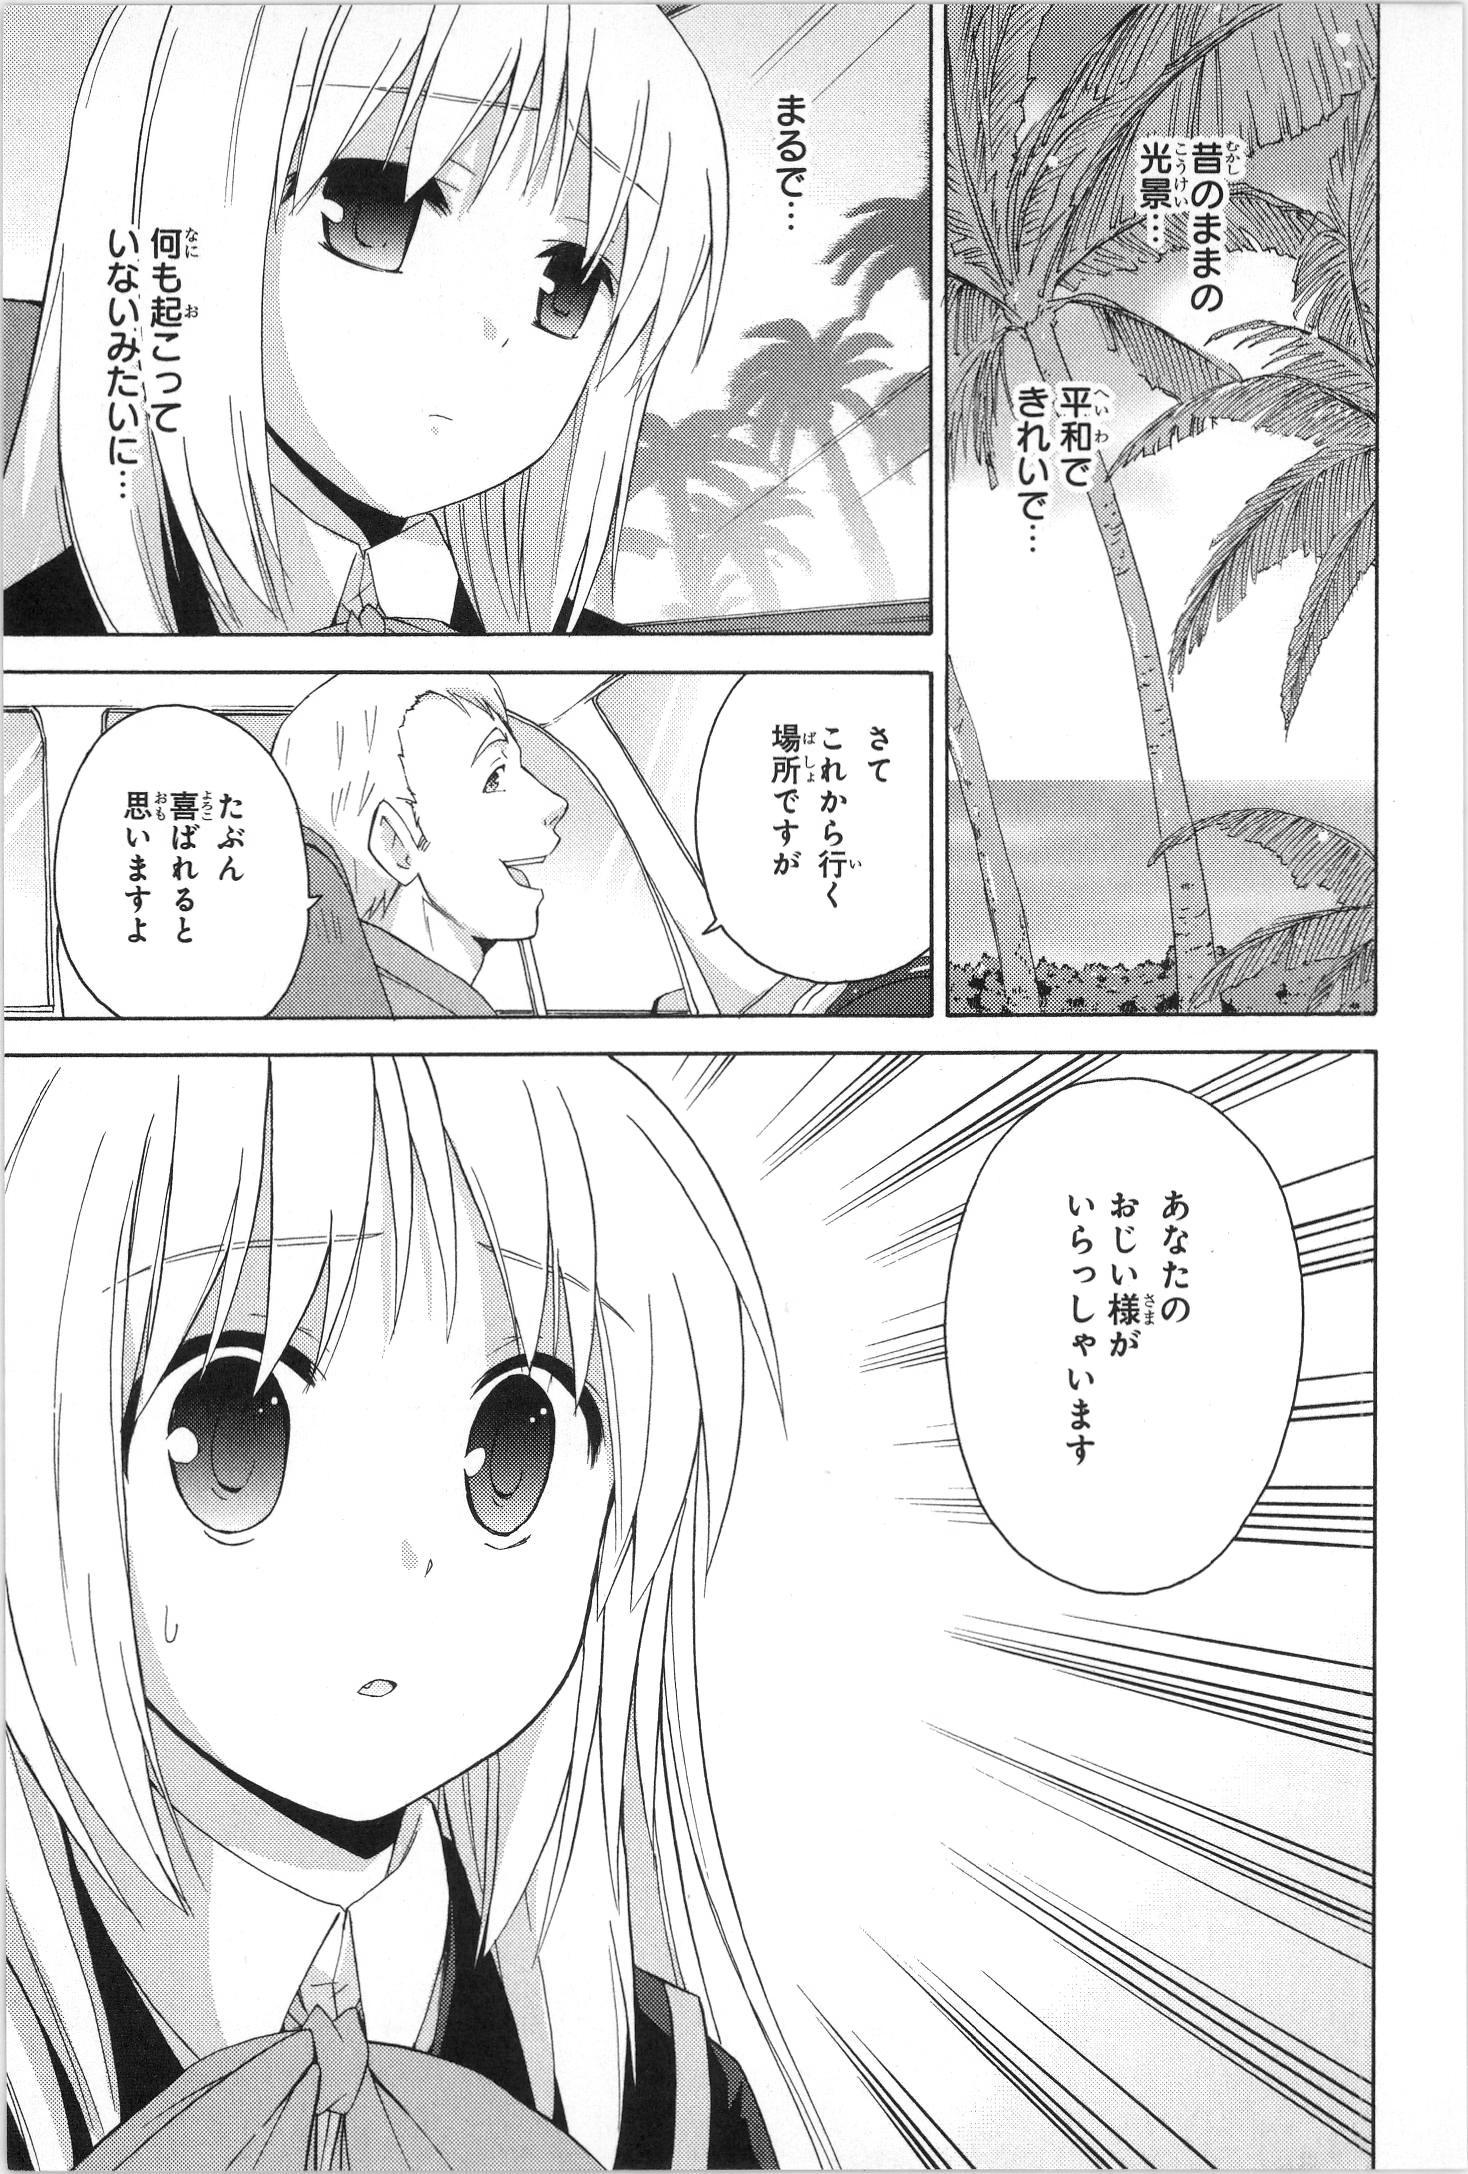 昔のままの
光景…
平和で
きれいで…
まるで…
何も起こって
いないみたいに…
さて
これから行く
場所ですが
たぶん
喜ばれると
思いますよ
あなたの
おじい様が
いらっしゃいます